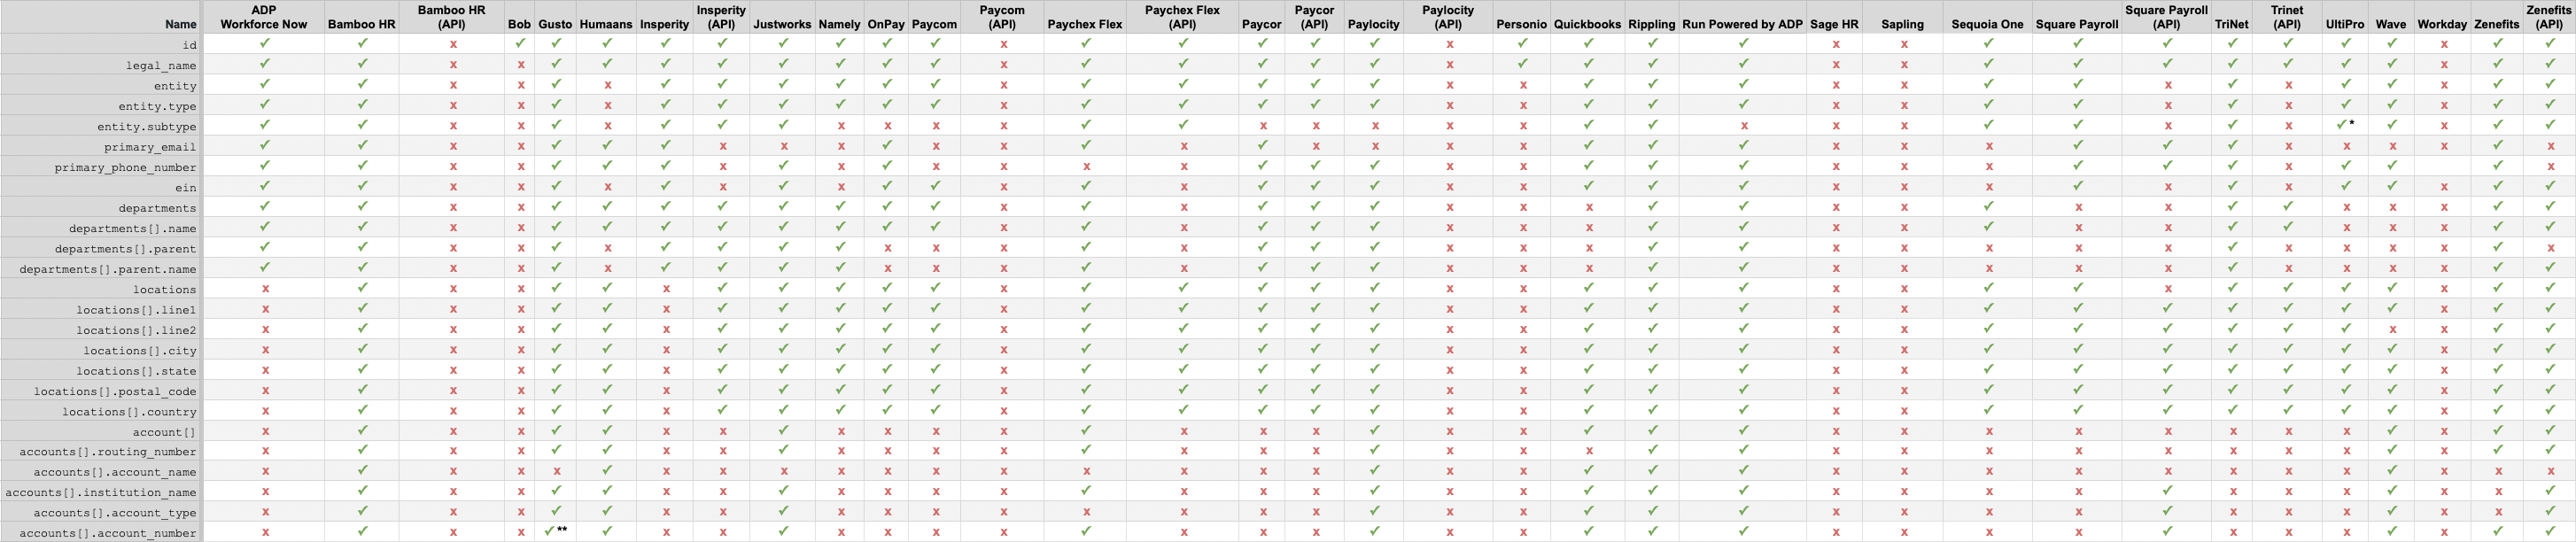 Name ADP Workforce Now Bamboo HR Bamboo HR (API) Bob Gusto Humaans Insperity Insperity (API) Justworks Namely OnPay Paycom Paycom (API) Paychex Flex Paychex Flex (API) Paycor Paycor (API) Paylocity Paylocity (API) Personio Quickbooks Rippling Run Powered by ADP Sage HR Sapling Sequoia One Square Payroll Square Payroll (API) TriNet Trinet (API) UltiPro Wave Workday Zenefits Zenefits (API)
id ✓ ✓ x ✓ ✓ ✓ ✓ ✓ ✓ ✓ ✓ ✓ x ✓ ✓ ✓ ✓ ✓ x ✓ ✓ ✓ ✓ x x ✓ ✓ ✓ ✓ ✓ ✓ ✓ x ✓ ✓
legal_name ✓ ✓ x x ✓ ✓ ✓ ✓ ✓ ✓ ✓ ✓ x ✓ ✓ ✓ ✓ ✓ x ✓ ✓ ✓ ✓ x x ✓ ✓ ✓ ✓ ✓ ✓ ✓ x ✓ ✓
entity ✓ ✓ x x ✓ x ✓ ✓ ✓ ✓ ✓ ✓ x ✓ ✓ ✓ ✓ ✓ x x ✓ ✓ ✓ x x ✓ ✓ x ✓ x ✓ ✓ x ✓ ✓
entity.type ✓ ✓ x x ✓ x ✓ ✓ ✓ ✓ ✓ ✓ x ✓ ✓ ✓ ✓ ✓ x x ✓ ✓ ✓ x x ✓ ✓ x ✓ x ✓ ✓ x ✓ ✓
entity.subtype ✓ ✓ x x ✓ x ✓ ✓ ✓ x x x x ✓ ✓ x x x x x ✓ ✓ x x x ✓ ✓ x ✓ x ✓* ✓ x ✓ ✓
primary_email ✓ ✓ x x ✓ ✓ ✓ x x x ✓ x x ✓ x ✓ x x x x ✓ ✓ ✓ x x x ✓ ✓ ✓ x x x x ✓ x
primary_phone_number ✓ ✓ x x ✓ ✓ ✓ x ✓ x ✓ x x x x ✓ ✓ ✓ x x ✓ ✓ ✓ x x x ✓ ✓ ✓ x ✓ ✓ ✓ x
ein ✓ ✓ x x ✓ x ✓ x ✓ x ✓ ✓ x ✓ x ✓ ✓ ✓ x x ✓ ✓ ✓ x x x ✓ x ✓ x ✓ ✓ x ✓ ✓
departments ✓ ✓ x x ✓ ✓ ✓ ✓ ✓ ✓ ✓ ✓ x ✓ x ✓ ✓ ✓ x x x ✓ ✓ x x ✓ x x ✓ ✓ x x x ✓ ✓
departments[].name ✓ ✓ x x ✓ ✓ ✓ ✓ ✓ ✓ ✓ ✓ x ✓ x ✓ ✓ ✓ x x x ✓ ✓ x x ✓ x x ✓ ✓ x x x ✓ ✓
departments[].parent ✓ ✓ x x ✓ x ✓ ✓ ✓ ✓ x x x ✓ x ✓ ✓ ✓ x x x ✓ ✓ x x x x x ✓ x x x x ✓ x
departments[].parent.name ✓ ✓ x x ✓ x ✓ ✓ ✓ ✓ x x x ✓ x ✓ ✓ ✓ x x x ✓ ✓ x x x x x ✓ x x x x ✓ ✓
locations x ✓ x x ✓ ✓ x ✓ ✓ ✓ ✓ ✓ x ✓ ✓ ✓ ✓ ✓ x x ✓ ✓ ✓ x x ✓ ✓ x ✓ ✓ ✓ ✓ x ✓ ✓
locations[].line1 x ✓ x x ✓ ✓ x ✓ ✓ ✓ ✓ ✓ x ✓ ✓ ✓ ✓ ✓ x x ✓ ✓ ✓ x x ✓ ✓ ✓ ✓ ✓ ✓ ✓ x ✓ ✓
locations[].line2 x ✓ x x ✓ ✓ x ✓ ✓ ✓ ✓ ✓ x ✓ ✓ ✓ ✓ ✓ x x ✓ ✓ ✓ x x ✓ ✓ ✓ ✓ ✓ ✓ x x ✓ ✓
locations[].city x ✓ x x ✓ ✓ x ✓ ✓ ✓ ✓ ✓ x ✓ ✓ ✓ ✓ ✓ x x ✓ ✓ ✓ x x ✓ ✓ ✓ ✓ ✓ ✓ ✓ x ✓ ✓
locations[].state x ✓ x x ✓ ✓ x ✓ ✓ ✓ ✓ ✓ x ✓ ✓ ✓ ✓ ✓ x x ✓ ✓ ✓ x x ✓ ✓ ✓ ✓ ✓ ✓ ✓ x ✓ ✓
locations[].postal_code x ✓ x x ✓ ✓ x ✓ ✓ ✓ ✓ ✓ x ✓ ✓ ✓ ✓ ✓ x x ✓ ✓ ✓ x x ✓ ✓ ✓ ✓ ✓ ✓ ✓ x ✓ ✓
locations[].country x ✓ x x ✓ ✓ x ✓ ✓ ✓ ✓ ✓ x ✓ ✓ ✓ ✓ ✓ x x ✓ ✓ ✓ x x ✓ ✓ ✓ ✓ ✓ ✓ ✓ x ✓ ✓
account[] x ✓ x x ✓ ✓ x x ✓ x x x x ✓ x x x ✓ x x ✓ ✓ ✓ x x x x x x x x ✓ x ✓ ✓
accounts[].routing_number x ✓ x x ✓ ✓ x x ✓ x x x x ✓ x x x ✓ x x x ✓ ✓ x x x x x x x x ✓ x ✓ ✓
accounts[].account_name x ✓ x x x ✓ x x x x x x x x x x x ✓ x x ✓ ✓ ✓ x x x x x x x x ✓ x x x
accounts[].institution_name x ✓ x x ✓ ✓ x x ✓ x x x x ✓ x x x ✓ x x ✓ ✓ ✓ x x x x ✓ x x x ✓ x x ✓
accounts[].account_type x ✓ x x ✓ ✓ x x ✓ x x x x x x x x ✓ x x ✓ ✓ ✓ x x x x ✓ x x x ✓ x x ✓
accounts[].account_number x ✓ x x ✓** ✓ x x ✓ x x x x ✓ x x x ✓ x x ✓ ✓ ✓ x x x x ✓ x x x ✓ x ✓ ✓